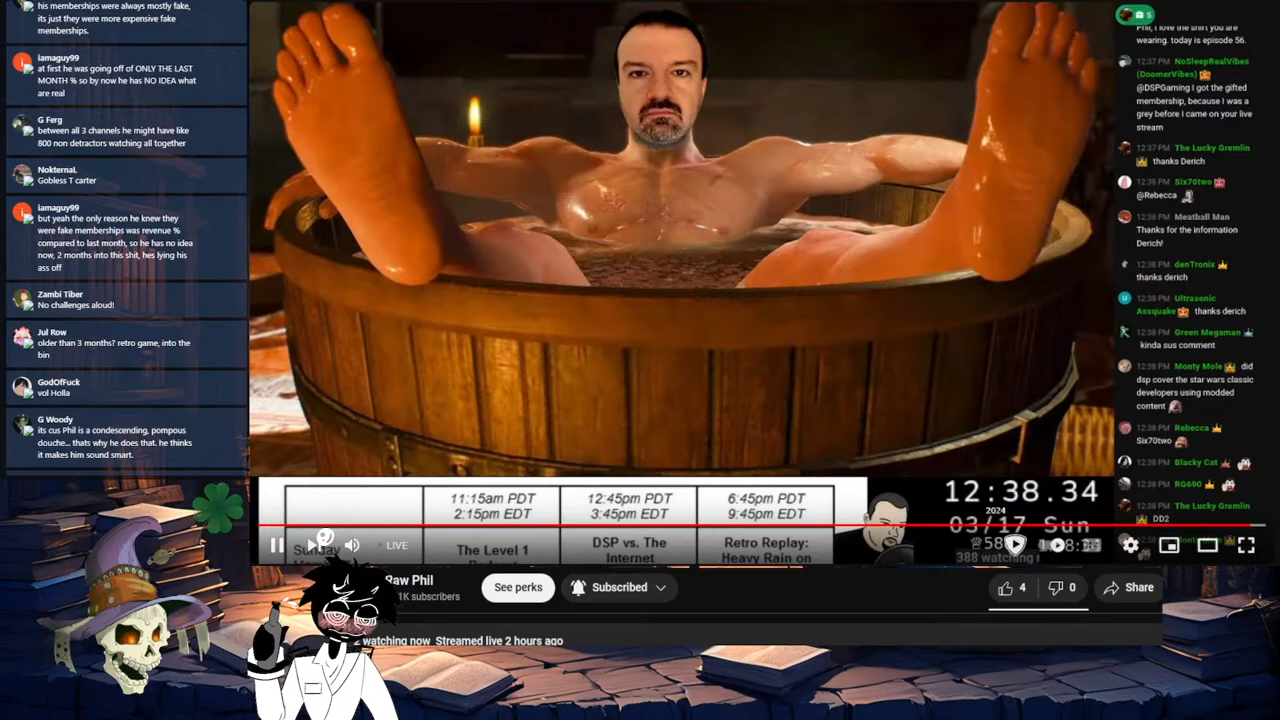 his memberships were always mostly fake,
its just they were more expensive fake
memberships.
iamaguy99
at first he was going off of ONLY THE LAST
MONTH % so by now he has NO IDEA what
are real
G Ferg
between all 3 channels he might have like
800 non detractors watching all together
NokternaL
Gobless T carter
iamaguy99
but yeah the only reason he knew they
were fake memberships was revenue %
compared to last month, so he has no idea
now, 2 months into this shit, hes lying his
ass off
Zambi Tiber
No challenges aloud!
Jul Row
older than 3 months? retro game, into the
bin
GodOfFuck
vol Holla
G Woody
its cus Phil is a condescending, pompous
douche... thats why he does that. he thinks
it makes him sound smart.
11:15am PDT
2:15pm EDT
12:45pm PDT
3:45pm EDT
6:45pm PDT
9:45pm EDT
Sunday
The Level 1
DSP vs. The
Internet
Retro Replay:
Heavy Rain on
12:38.34
2024
03/17 Sun
388 watching
LIVE
Raw Phil
1K subscribers
See perks
Subscribed
4
0
Share
2 watching now Streamed live 2 hours ago
5
Phil, I love the shirt you are
wearing. today is episode 56.
12:37 PM NoSleepRealVibes
(DoomerVibes)
@DSPGaming I got the gifted
membership, because I was a
grey before I came on your live
stream
12:37 PM The Lucky Gremlin
thanks Derich
12:38 PM Six70two
@Rebecca
12:38 PM Meatball Man
Thanks for the information
Derich!
12:38 PM denTronix
thanks derich
12:38 PM Ultrasonic
Assquake thanks derich
12:38 PM Green Megaman
kinda sus comment
12:38 PM Monty Mole did
dsp cover the star wars classic
developers using modded
content
12:38 PM Rebecca
Six70two
12:38 PM Blacky Cat
12:38 PM RG690
12:38 PM The Lucky Gremlin
DD2